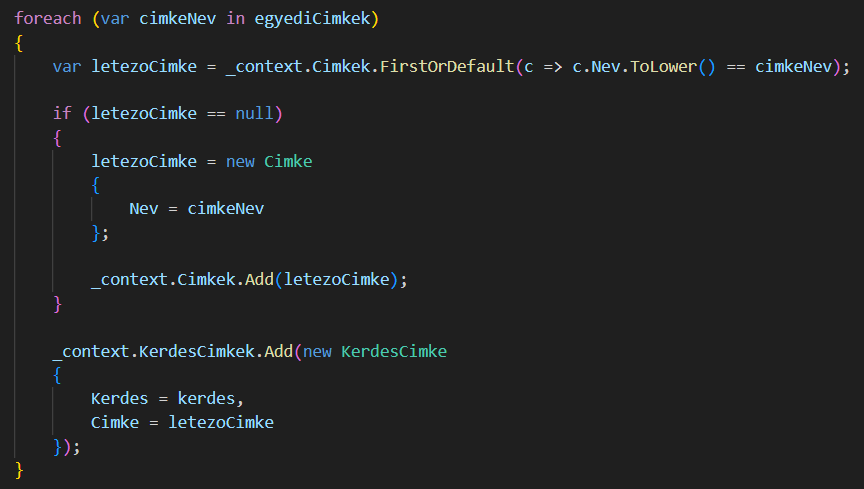 foreach (var cimkeNev in egyediCimkek)
{
var letezoCimke = _context.Cimkek.FirstOrDefault(c => c.Nev.ToLower() == cimkeNev);
if (letezoCimke == null)
{
letezoCimke = new Cimke
{
Nev = cimkeNev
};
_context.Cimkek.Add(letezoCimke);
}
_context.KerdesCimkek.Add(new KerdesCimke
{
Kerdes = kerdes,
Cimke = letezoCimke
});
}